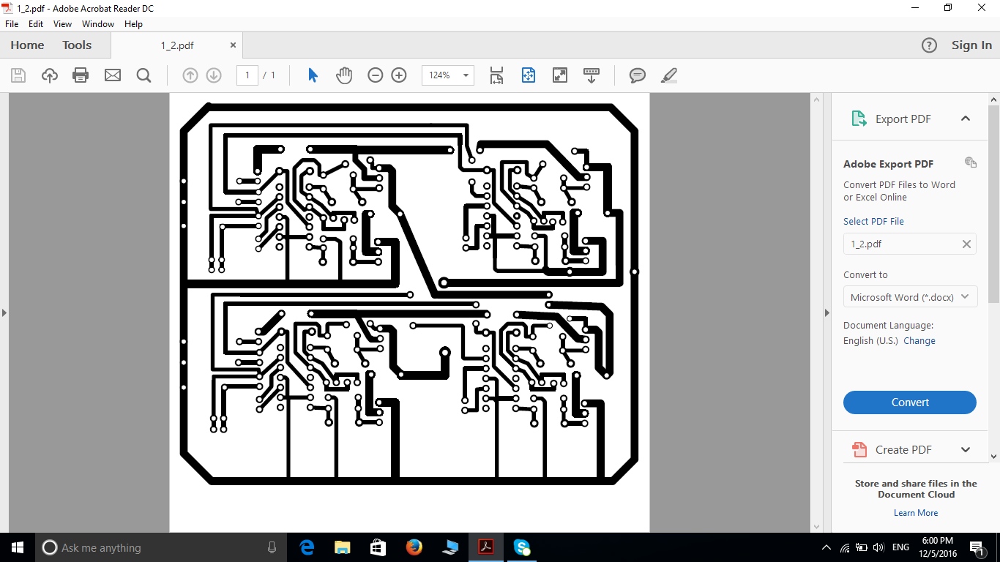 1_2.pdf - Adobe Acrobat Reader DC
File Edit View Window Help
Home Tools 1_2.pdf × ? Sign In
1 / 1 124%
Export PDF
Adobe Export PDF
Convert PDF Files to Word
or Excel Online
Select PDF File
1_2.pdf
Convert to
Microsoft Word (*.docx)
Document Language:
English (U.S.) Change
Convert
Create PDF
Store and share files in the
Document Cloud
Learn More
Ask me anything
ENG
6:00 PM
12/5/2016
1